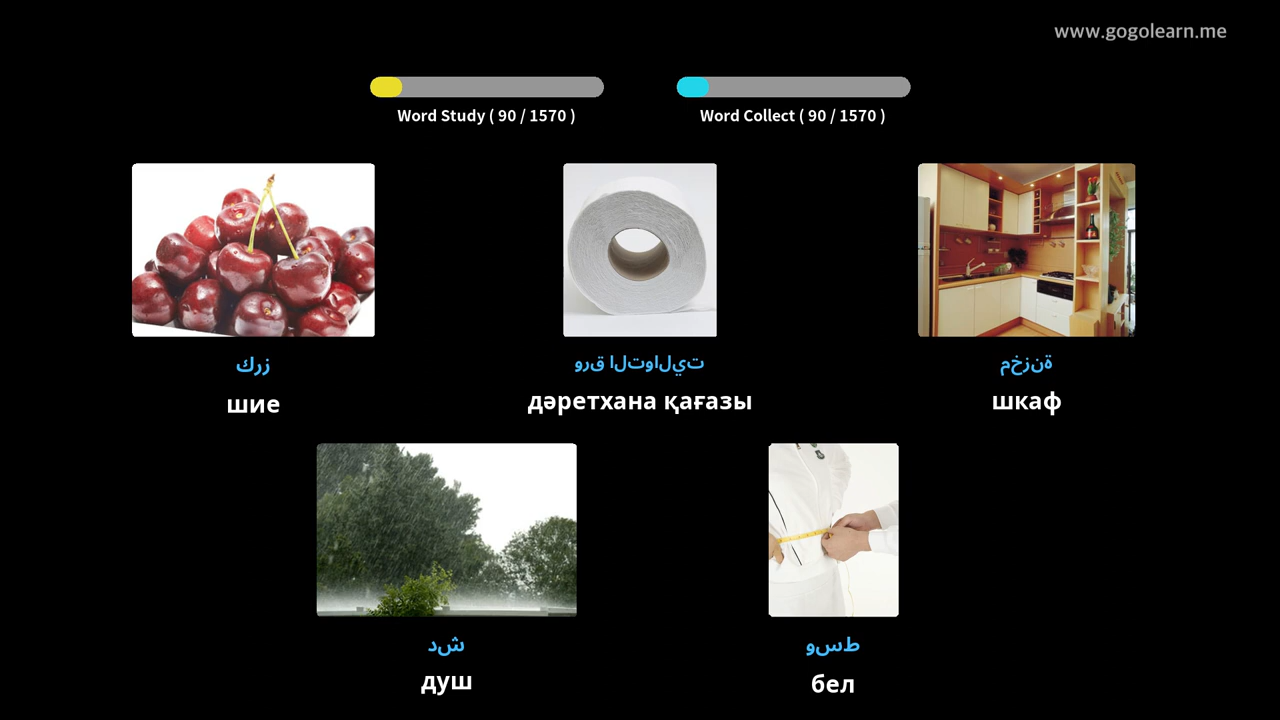 www.gogolearn.me
Word Study ( 90 / 1570 )
Word Collect ( 90 / 1570 )
كرز
ورق التواليت
مخزنة
шие
дәретхана қағазы
шкаф
دش
وسط
душ
бел